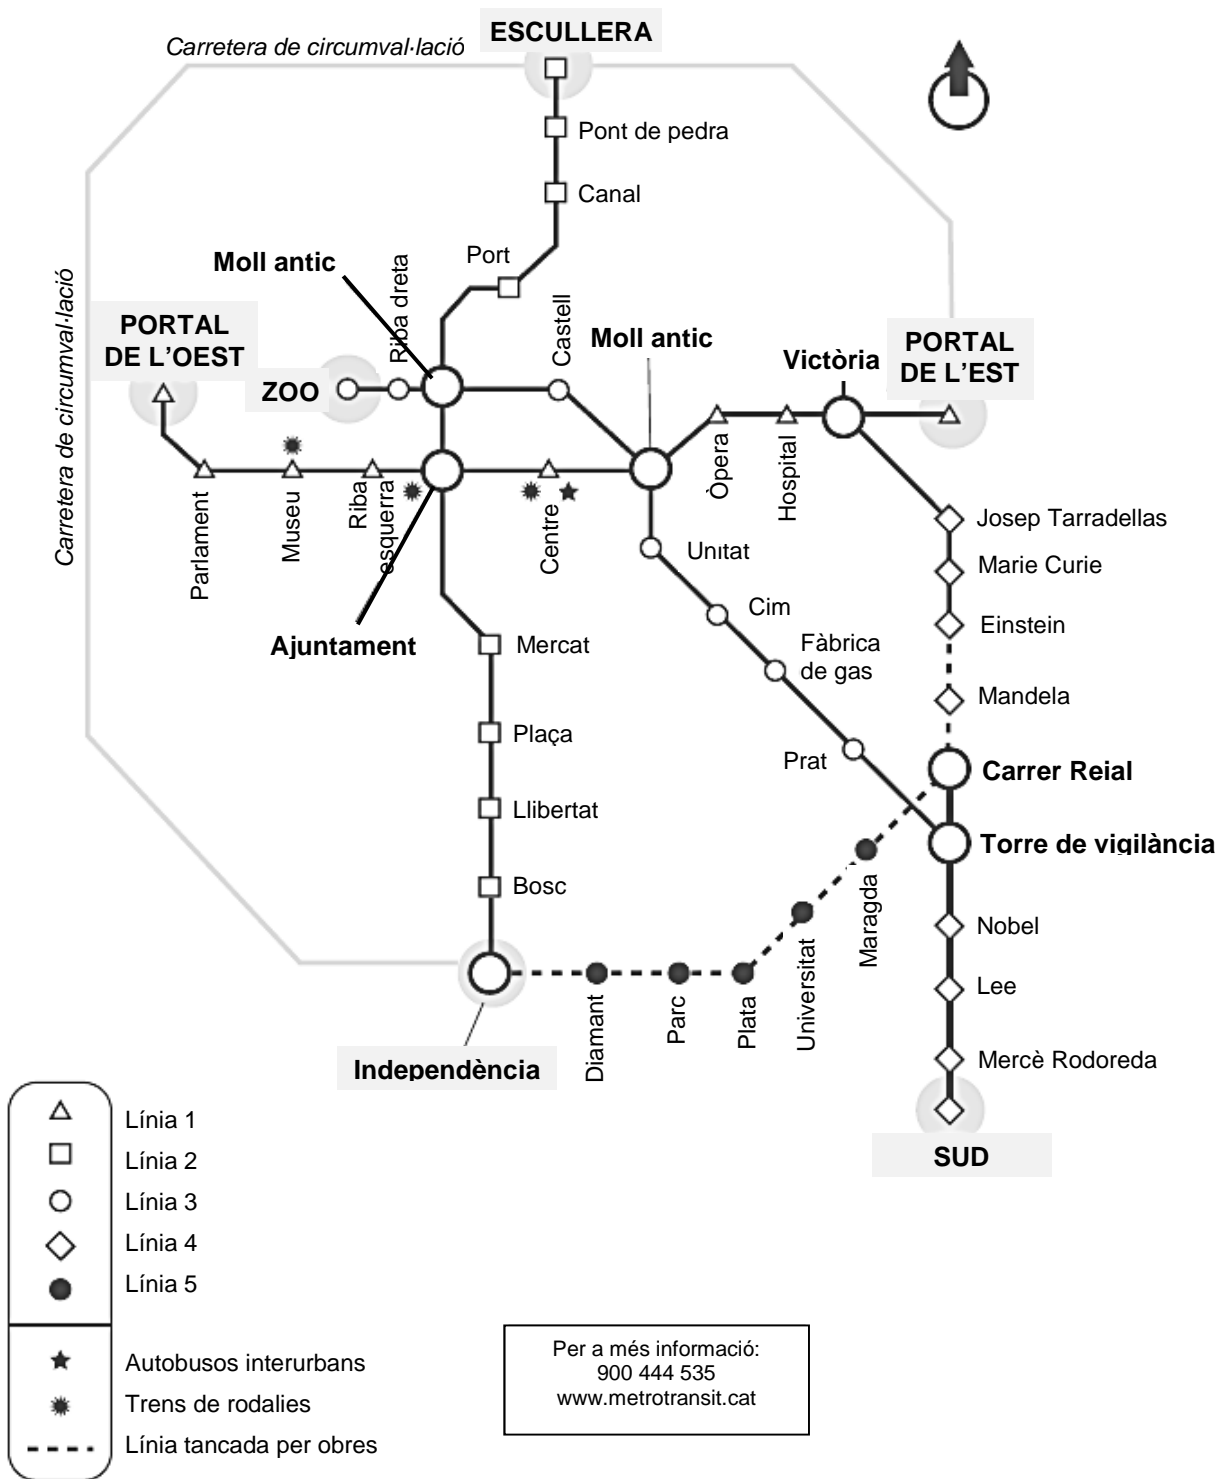 ESCULLERA
Carretera de circumval·lació
Pont de pedra
Canal
Port
Moll antic
Riba dreta
Castell
Moll antic
Carretera de circumval·lació
PORTAL
DE L'OEST
ZOO
Victòria
PORTAL
DE L'EST
Parlament
Museu
Riba
esquerra
Centre
Òpera
Hospital
Josep Tarradellas
Marie Curie
Einstein
Mandela
Unitat
Cim
Fàbrica
de gas
Prat
Ajuntament
Mercat
Plaça
Llibertat
Bosc
Carrer Reial
Torre de vigilància
Nobel
Lee
Mercè Rodoreda
SUD
Independència
Diamant
Parc
Plata
Universitat
Maragda
Línia 1
Línia 2
Línia 3
Línia 4
Línia 5
Autobusos interurbans
Trens de rodalies
Línia tancada per obres
Per a més informació:
900 444 535
www.metrotransit.cat